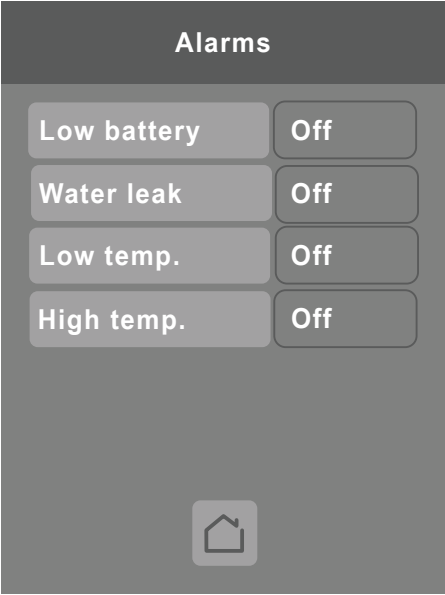 Alarms
Low battery Off
Water leak Off
Low temp. Off
High temp. Off